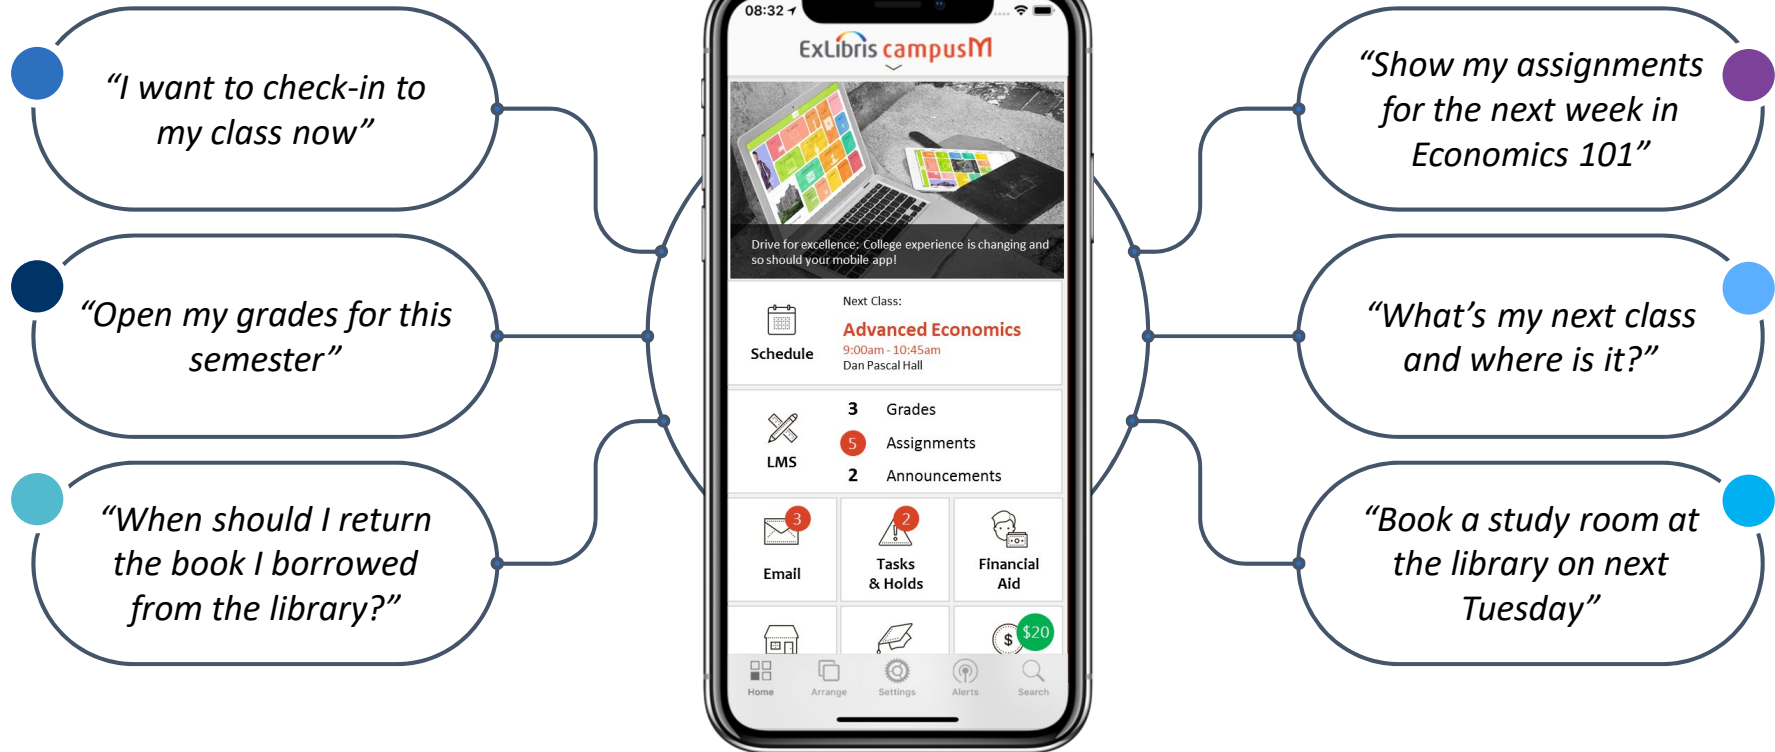 “I want to check-in to
my class now”
“Open my grades for this
semester”
“When should I return
the book I borrowed
from the library?”
08:32
ExLibris campusM
Drive for excellence: College experience is changing and
so should your mobile app!
Schedule
Next Class:
Advanced Economics
9:00am - 10:45am
Dan Pascal Hall
LMS
3 Grades
5 Assignments
2 Announcements
3
Email
2
Tasks
& Holds
Financial
Aid
$ $20
Home Arrange Settings Alerts Search
“Show my assignments
for the next week in
Economics 101”
“What’s my next class
and where is it?”
“Book a study room at
the library on next
Tuesday”